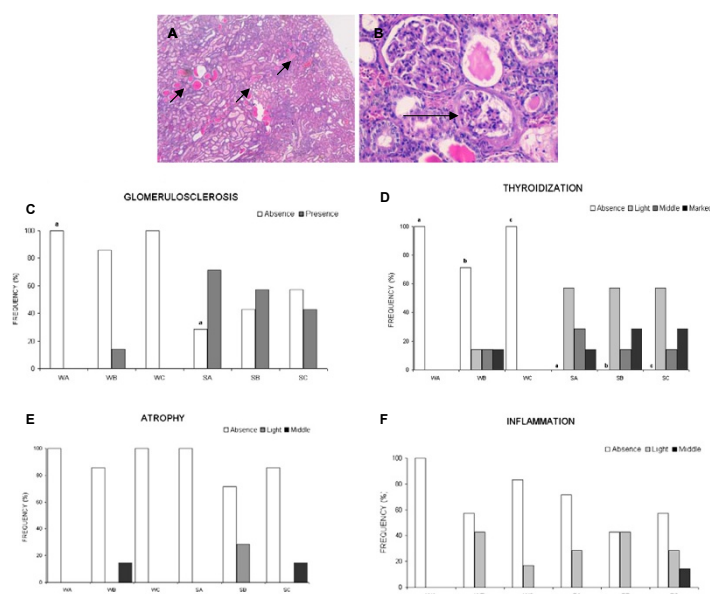 A
B
C
GLOMERULOSCLEROSIS
Absence Presence
a
a
FREQUENCY (%)
100
80
60
40
20
0
WA WB WC SA SB SC
D
THYROIDIZATION
Absence Light Middle Marked
a
b
c
a
b
c
FREQUENCY (%)
100
80
60
40
20
0
WA WB WC SA SB SC
E
ATROPHY
Absence Light Middle
FREQUENCY (%)
100
80
60
40
20
0
WA WB WC SA SB SC
F
INFLAMMATION
Absence Light Middle
FREQUENCY (%)
100
80
60
40
20
0